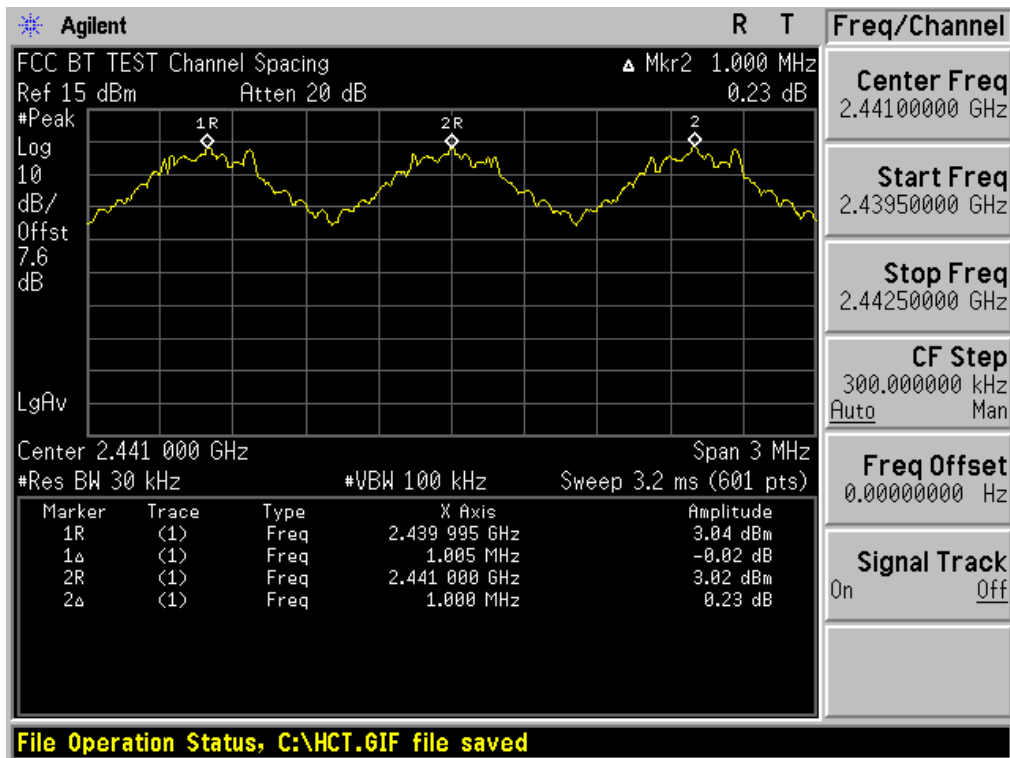 Agilent R T Freq/Channel
FCC BT TEST Channel Spacing Δ Mkr2 1.000 MHz
Ref 15 dBm Atten 20 dB 0.23 dB
#Peak
Log
10
dB/
Offst
7.6
dB
LgAv
1R 2R 2
Center 2.441 000 GHz Span 3 MHz
#Res BW 30 kHz #VBW 100 kHz Sweep 3.2 ms (601 pts)
Marker Trace Type X Axis Amplitude
1R (1) Freq 2.439 995 GHz 3.04 dBm
1Δ (1) Freq 1.005 MHz -0.02 dB
2R (1) Freq 2.441 000 GHz 3.02 dBm
2Δ (1) Freq 1.000 MHz 0.23 dB
Center Freq
2.44100000 GHz
Start Freq
2.43950000 GHz
Stop Freq
2.44250000 GHz
CF Step
300.000000 kHz
Auto Man
Freq Offset
0.00000000 Hz
Signal Track
On Off
File Operation Status, C:\HCT.GIF file saved